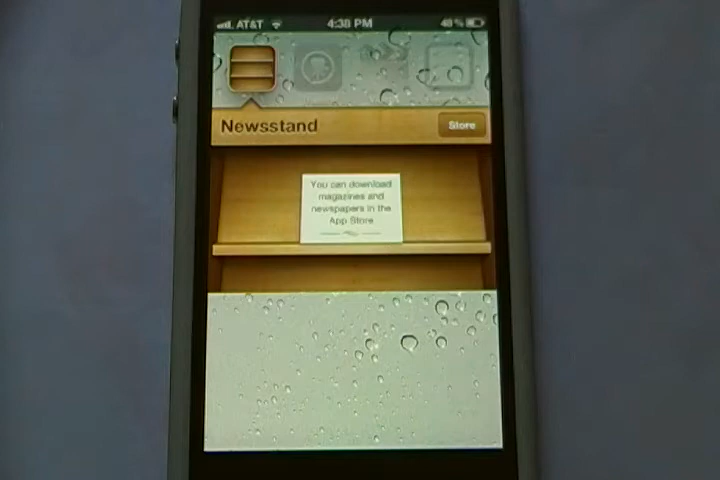 AT&T 4:38 PM 48%
Newsstand
Store
You can download
magazines and
newspapers in the
App Store.